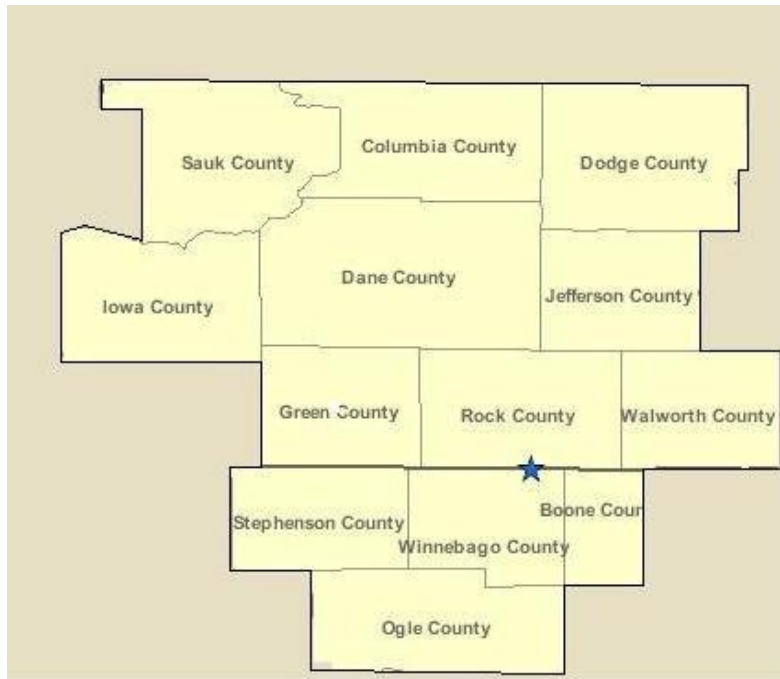 Columbia County
Sauk County
Dodge County
Dane County
Jefferson County
Iowa County
Green County
Rock County
Walworth County
Boone Cour
Stephenson County
Winnebago County
Ogle County